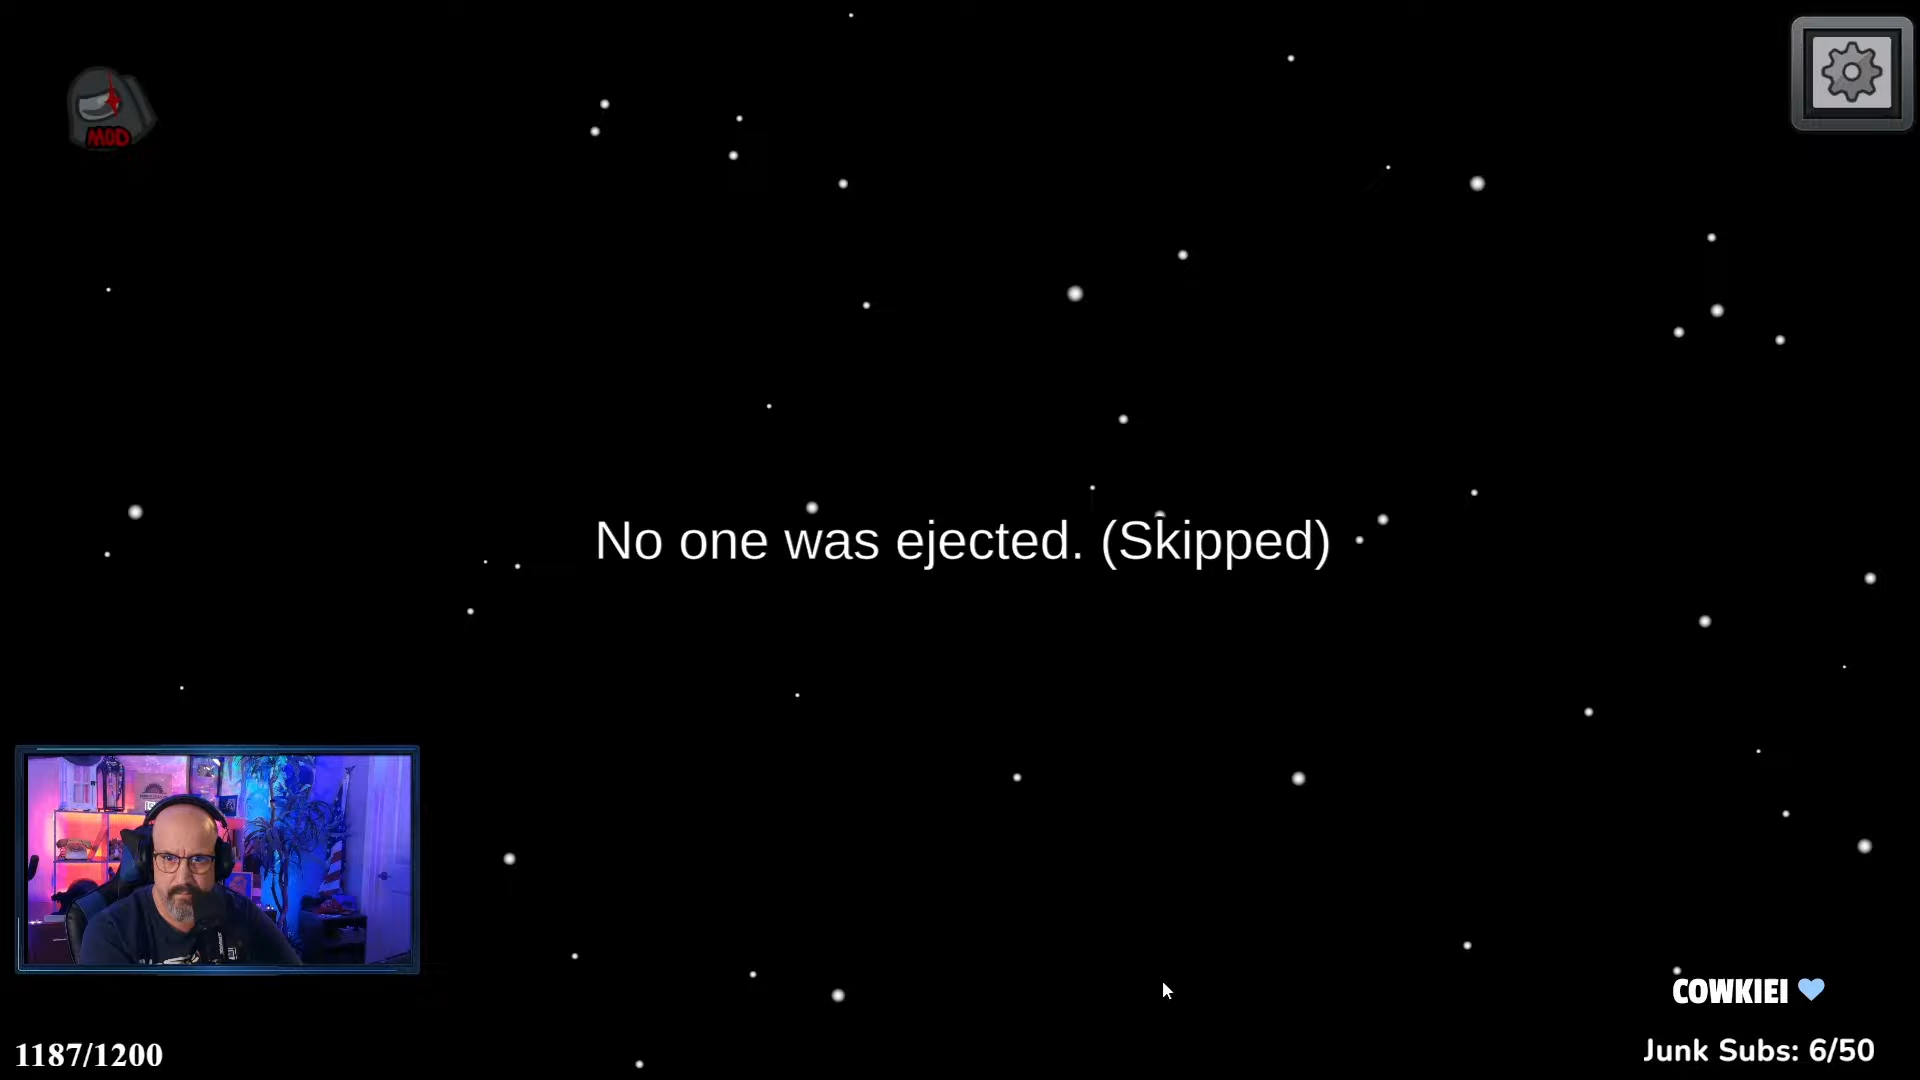 MOD
No one was ejected. (Skipped)
COWKIEI 💙
1187/1200
Junk Subs: 6/50